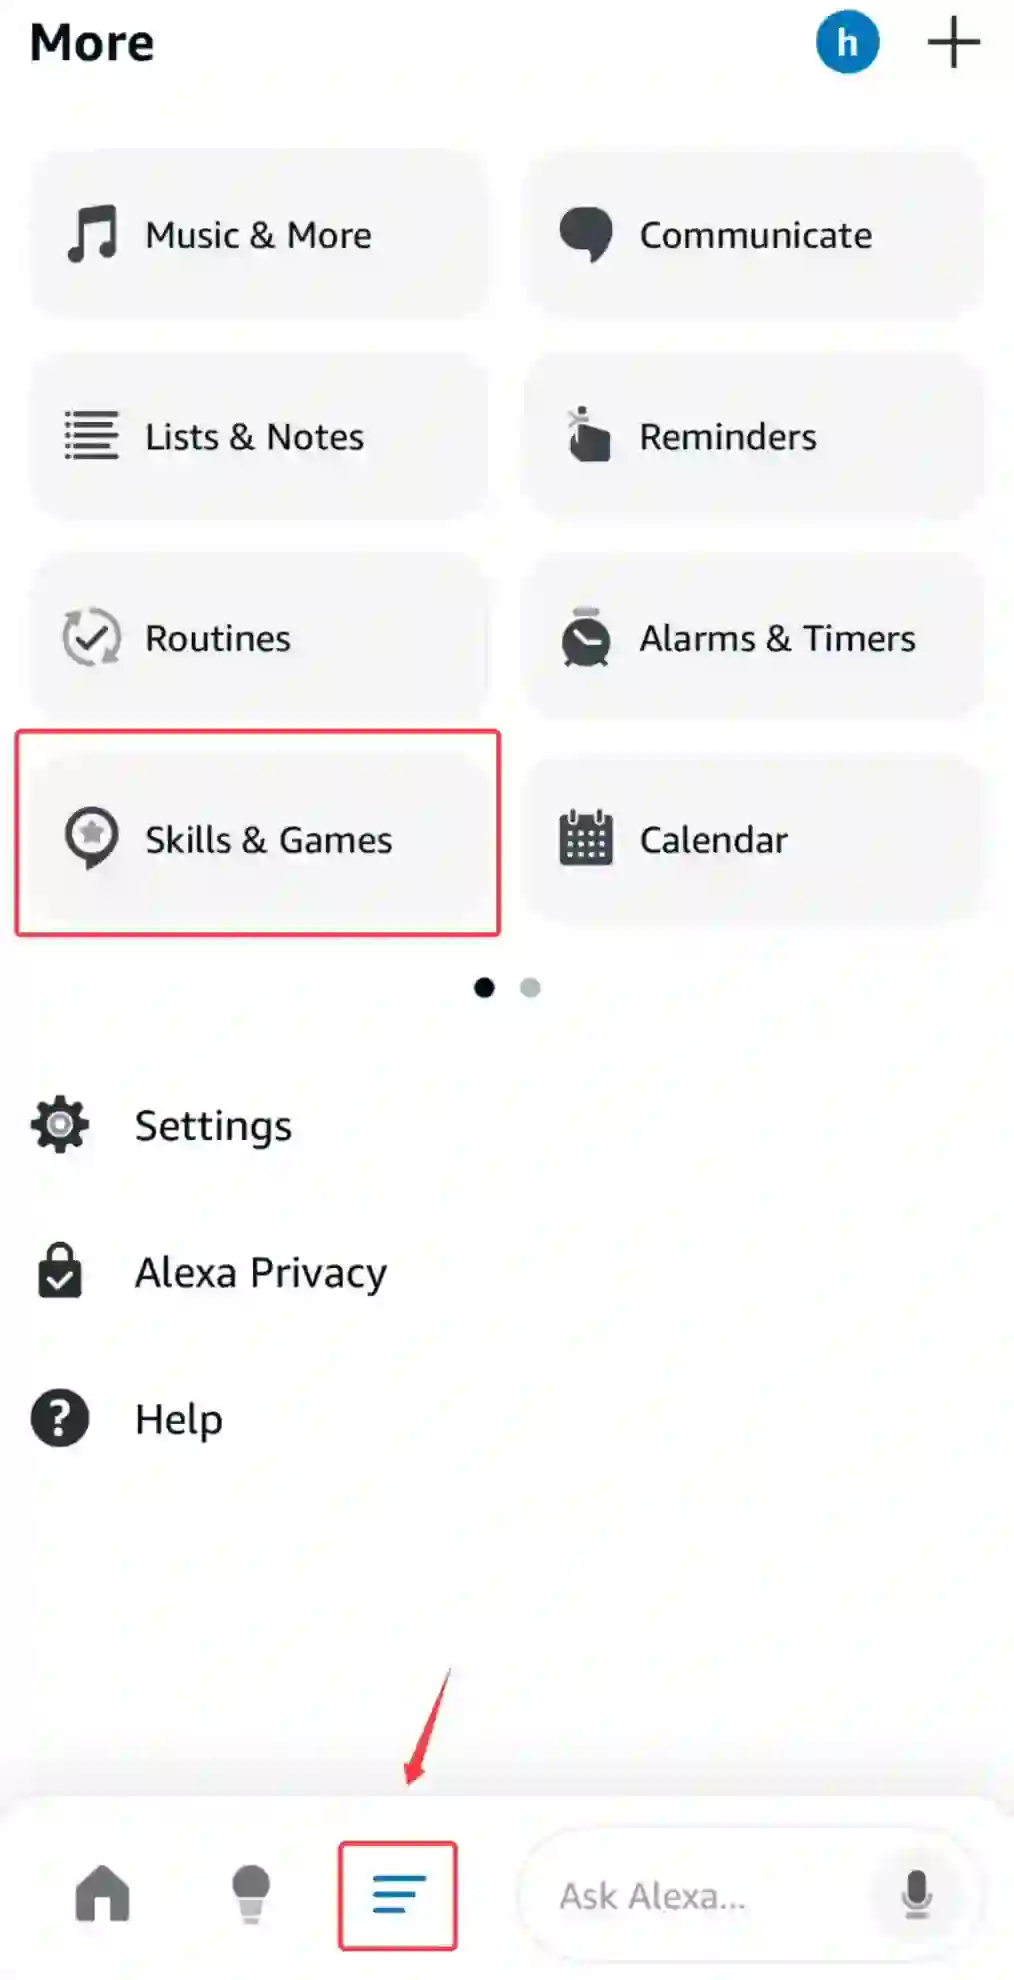 More
h
Music & More
Communicate
Lists & Notes
Reminders
Routines
Alarms & Timers
Skills & Games
Calendar
Settings
Alexa Privacy
Help
Ask Alexa...